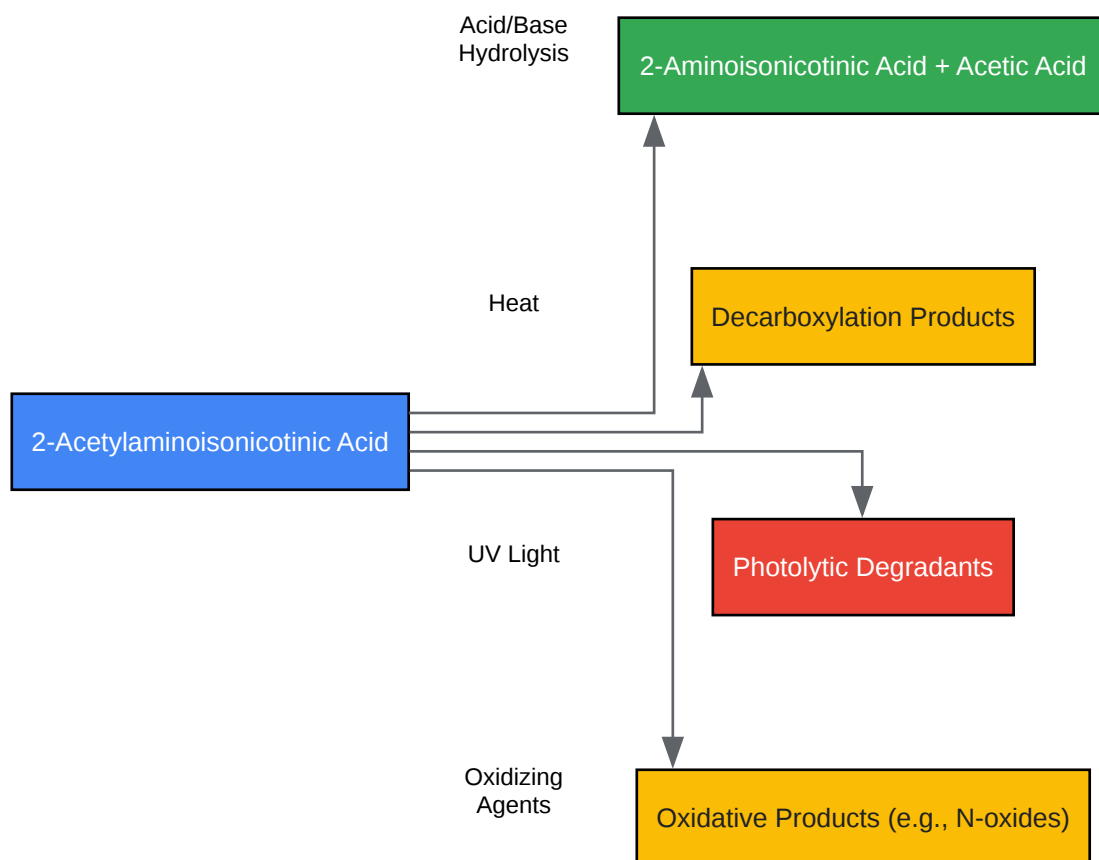 Acid/Base
Hydrolysis
2-Aminoisonicotinic Acid + Acetic Acid
Heat
Decarboxylation Products
2-Acetylaminoisonicotinic Acid
UV Light
Photolytic Degradants
Oxidizing
Agents
Oxidative Products (e.g., N-oxides)